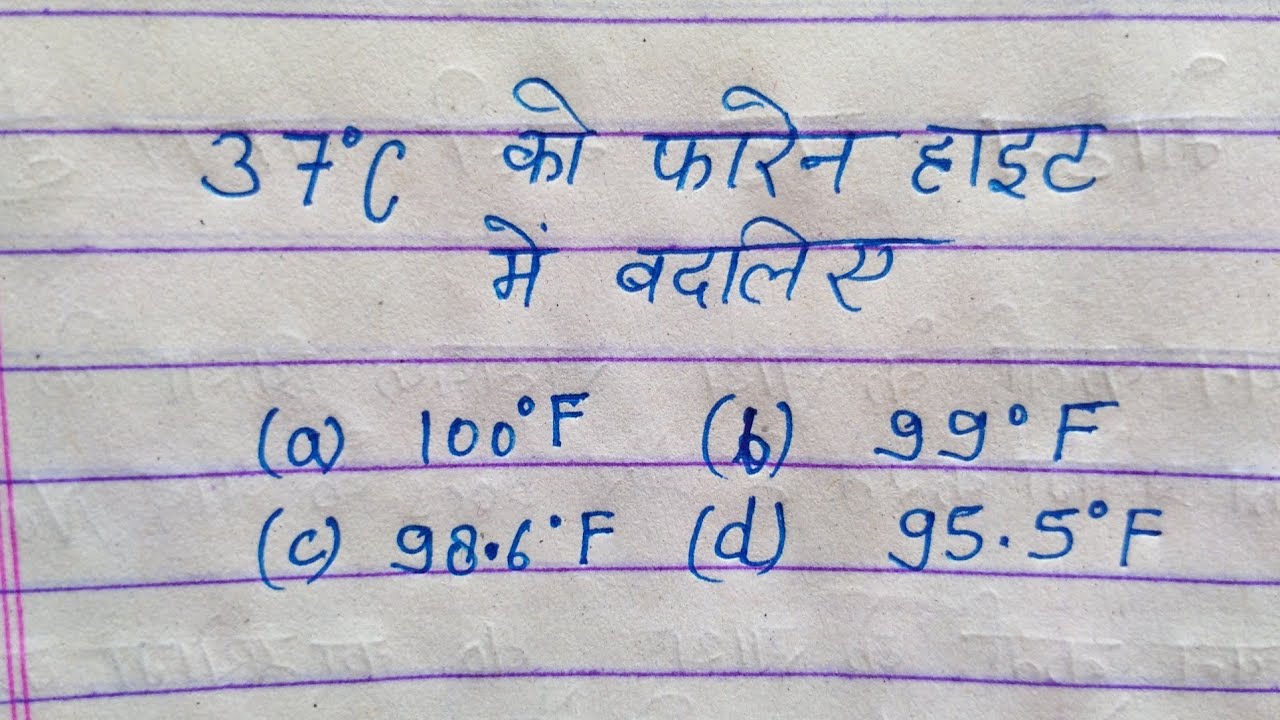 37°C को फारेन हाइट
में बदलिए
(a) 100°F (b) 99°F
(c) 98.6°F (d) 95.5°F